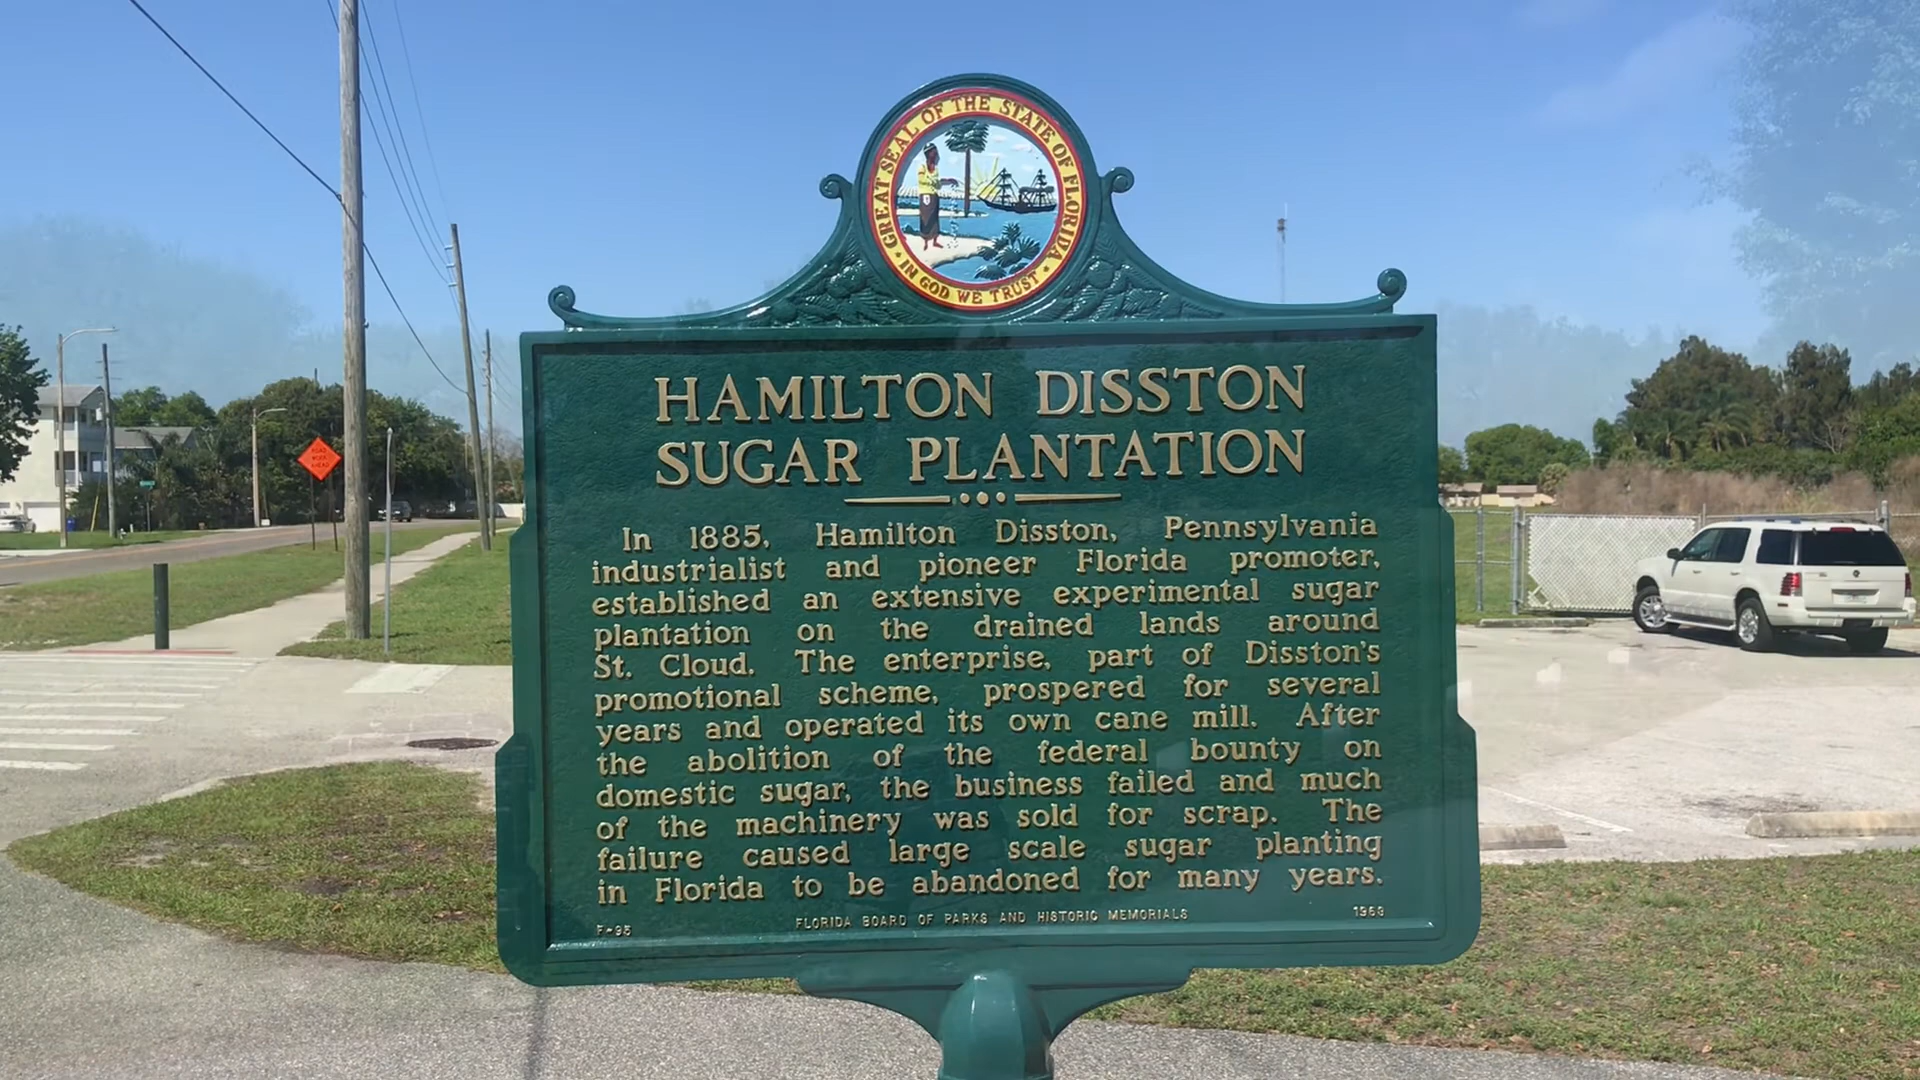 GREAT SEAL OF THE STATE OF FLORIDA
IN GOD WE TRUST
HAMILTON DISSTON
SUGAR PLANTATION
In 1885, Hamilton Disston, Pennsylvania
industrialist and pioneer Florida promoter,
established an extensive experimental sugar
plantation on the drained lands around
St. Cloud. The enterprise, part of Disston's
promotional scheme, prospered for several
years and operated its own cane mill. After
the abolition of the federal bounty on
domestic sugar, the business failed and much
of the machinery was sold for scrap. The
failure caused large scale sugar planting
in Florida to be abandoned for many years.
F-95 FLORIDA BOARD OF PARKS AND HISTORIC MEMORIALS
ROAD
WORK
AHEAD